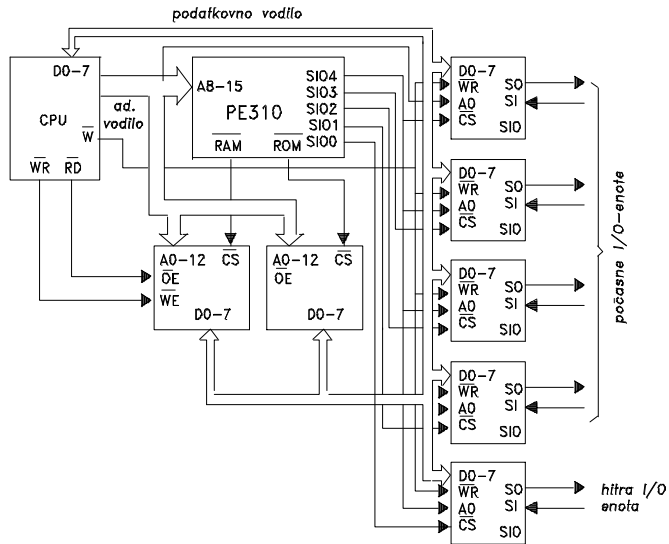 podatkovno vodilo
D0-7
CPU
W
WR RD
ad.
vodilo
A8-15
PE310
SIO4
SIO3
SIO2
SIO1
SIO0
RAM
ROM
A0-12 CS
OE
WE
D0-7
A0-12 CS
OE
D0-7
D0-7
WR
A0
CS
SO
SI
SIO
D0-7
WR
A0
CS
SO
SI
SIO
D0-7
WR
A0
CS
SO
SI
SIO
D0-7
WR
A0
CS
SO
SI
SIO
D0-7
WR
A0
CS
SO
SI
SIO
počasne I/O-enote
hitra I/O
enota